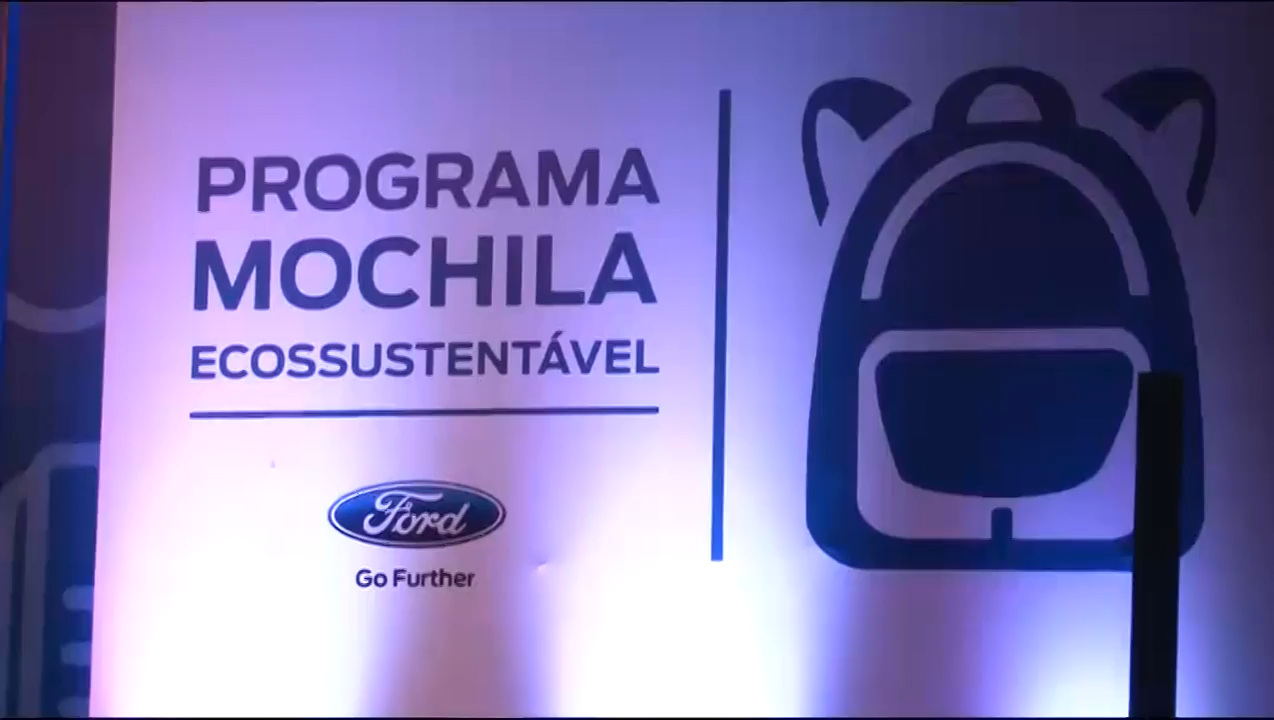 PROGRAMA
MOCHILA
ECOSSUSTENTÁVEL
Ford
Go Further